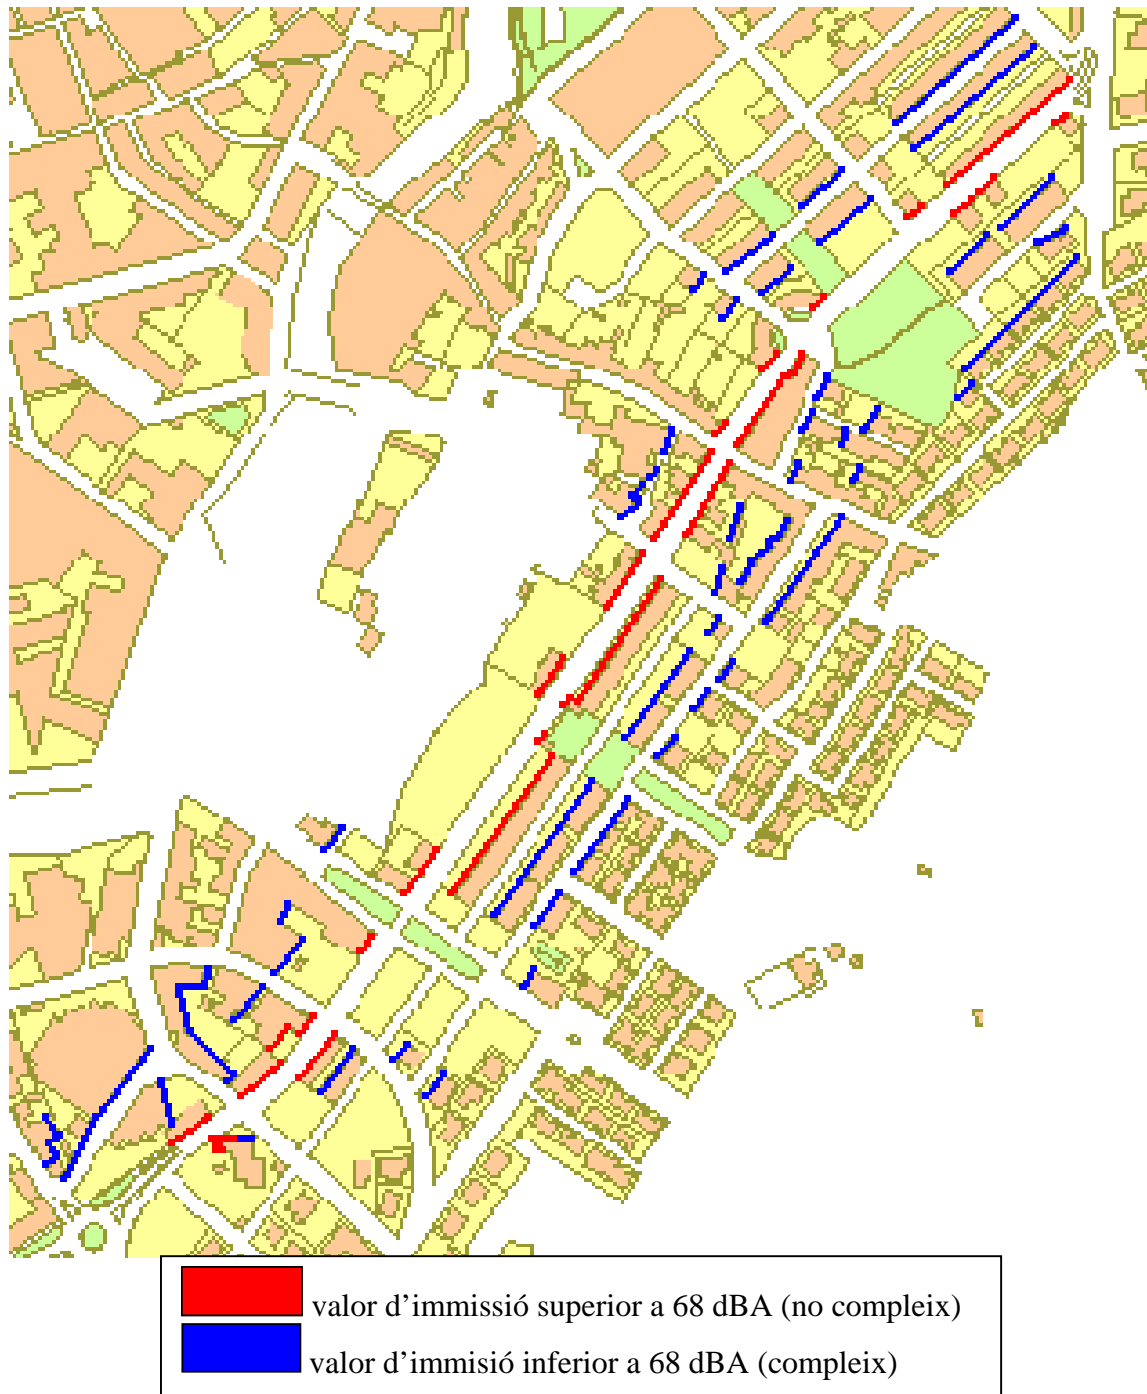 valor d’immissió superior a 68 dBA (no compleix)
valor d’immisió inferior a 68 dBA (compleix)